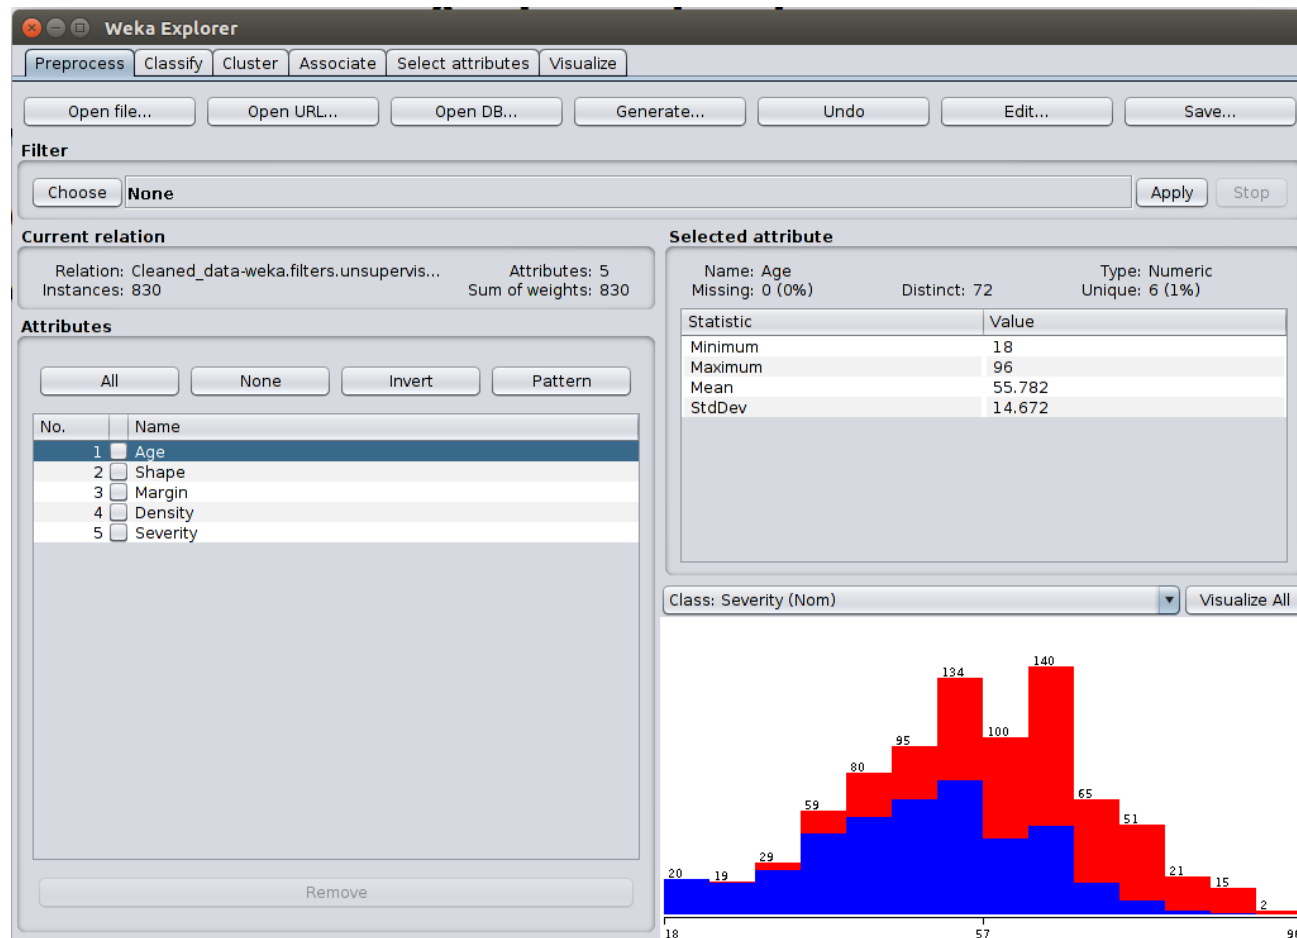 Weka Explorer
Preprocess Classify Cluster Associate Select attributes Visualize
Open file... Open URL... Open DB... Generate... Undo Edit... Save...
Filter
Choose None Apply Stop
Current relation
Relation: Cleaned_data-weka.filters.unsupervis... Attributes: 5
Instances: 830 Sum of weights: 830
Attributes
All None Invert Pattern
No. Name
1 Age
2 Shape
3 Margin
4 Density
5 Severity
Remove
Selected attribute
Name: Age Type: Numeric
Missing: 0 (0%) Distinct: 72 Unique: 6 (1%)
Statistic Value
Minimum 18
Maximum 96
Mean 55.782
StdDev 14.672
Class: Severity (Nom) Visualize All
20 19 29 59 80 95 134 100 140 65 51 21 15 2
18 57